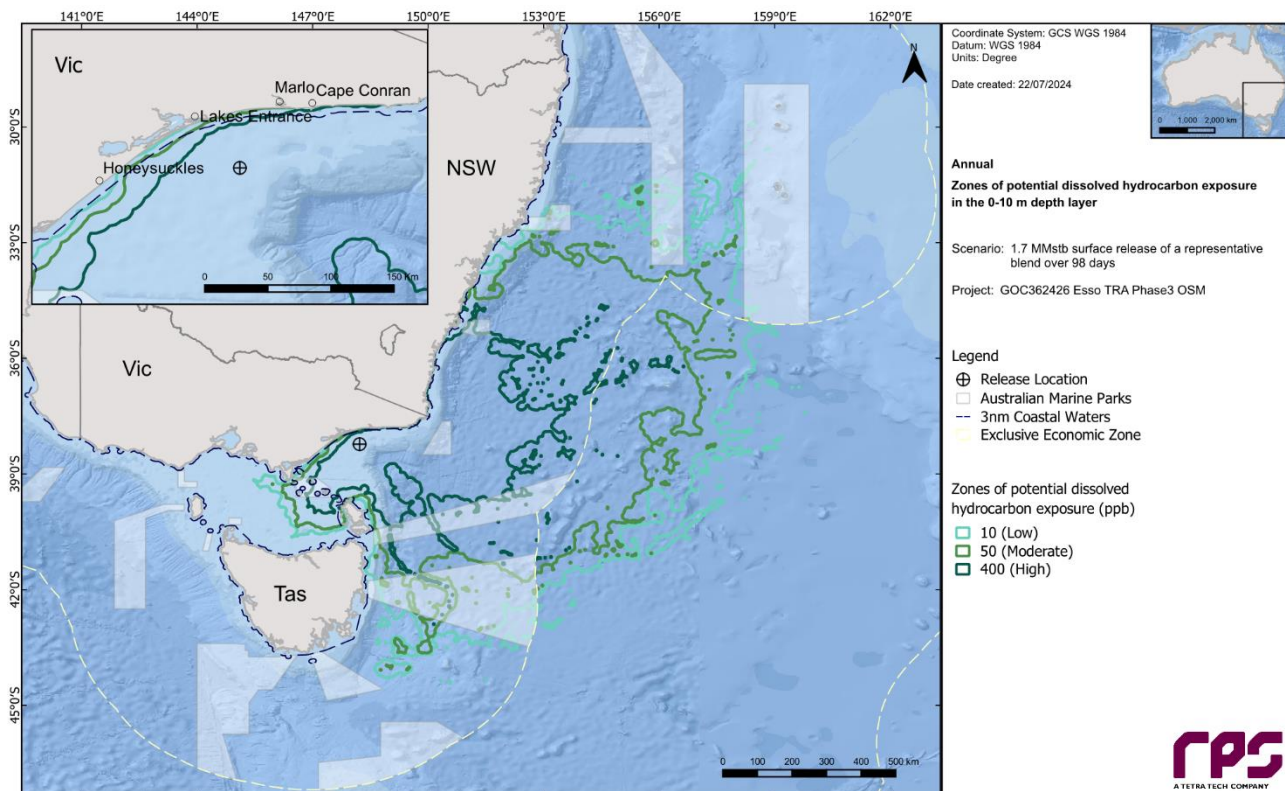 141°0'E
144°0'E
147°0'E
150°0'E
153°0'E
156°0'E
159°0'E
162°0'E
30°0'S
33°0'S
36°0'S
39°0'S
42°0'S
45°0'S
Vic
Marlo
Cape Conran
Lakes Entrance
Honeysuckles
0 50 100 150 Km
NSW
Vic
Tas
N
0 100 200 300 400 500 km
Coordinate System: GCS WGS 1984
Datum: WGS 1984
Units: Degree
Date created: 22/07/2024
0 1,000 2,000 km
Annual
Zones of potential dissolved hydrocarbon exposure
in the 0-10 m depth layer
Scenario: 1.7 MMstb surface release of a representative
blend over 98 days
Project: GOC362426 Esso TRA Phase3 OSM
Legend
Release Location
Australian Marine Parks
3nm Coastal Waters
Exclusive Economic Zone
Zones of potential dissolved
hydrocarbon exposure (ppb)
10 (Low)
50 (Moderate)
400 (High)
rps
A TETRA TECH COMPANY